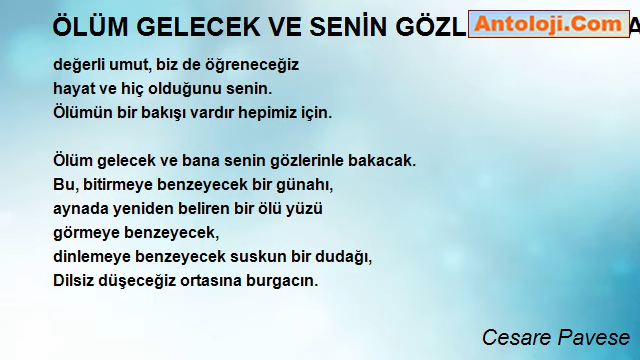 ÖLÜM GELECEK VE SENİN GÖZL
Antoloji.Com
değerli umut, biz de öğreneceğiz
hayat ve hiç olduğunu senin.
Ölümün bir bakışı vardır hepimiz için.
Ölüm gelecek ve bana senin gözlerinle bakacak.
Bu, bitirmeye benzeyecek bir günahı,
aynada yeniden beliren bir ölü yüzü
görmeye benzeyecek,
dinlemeye benzeyecek suskun bir dudağı,
Dilsiz düşeceğiz ortasına burgacın.
Cesare Pavese